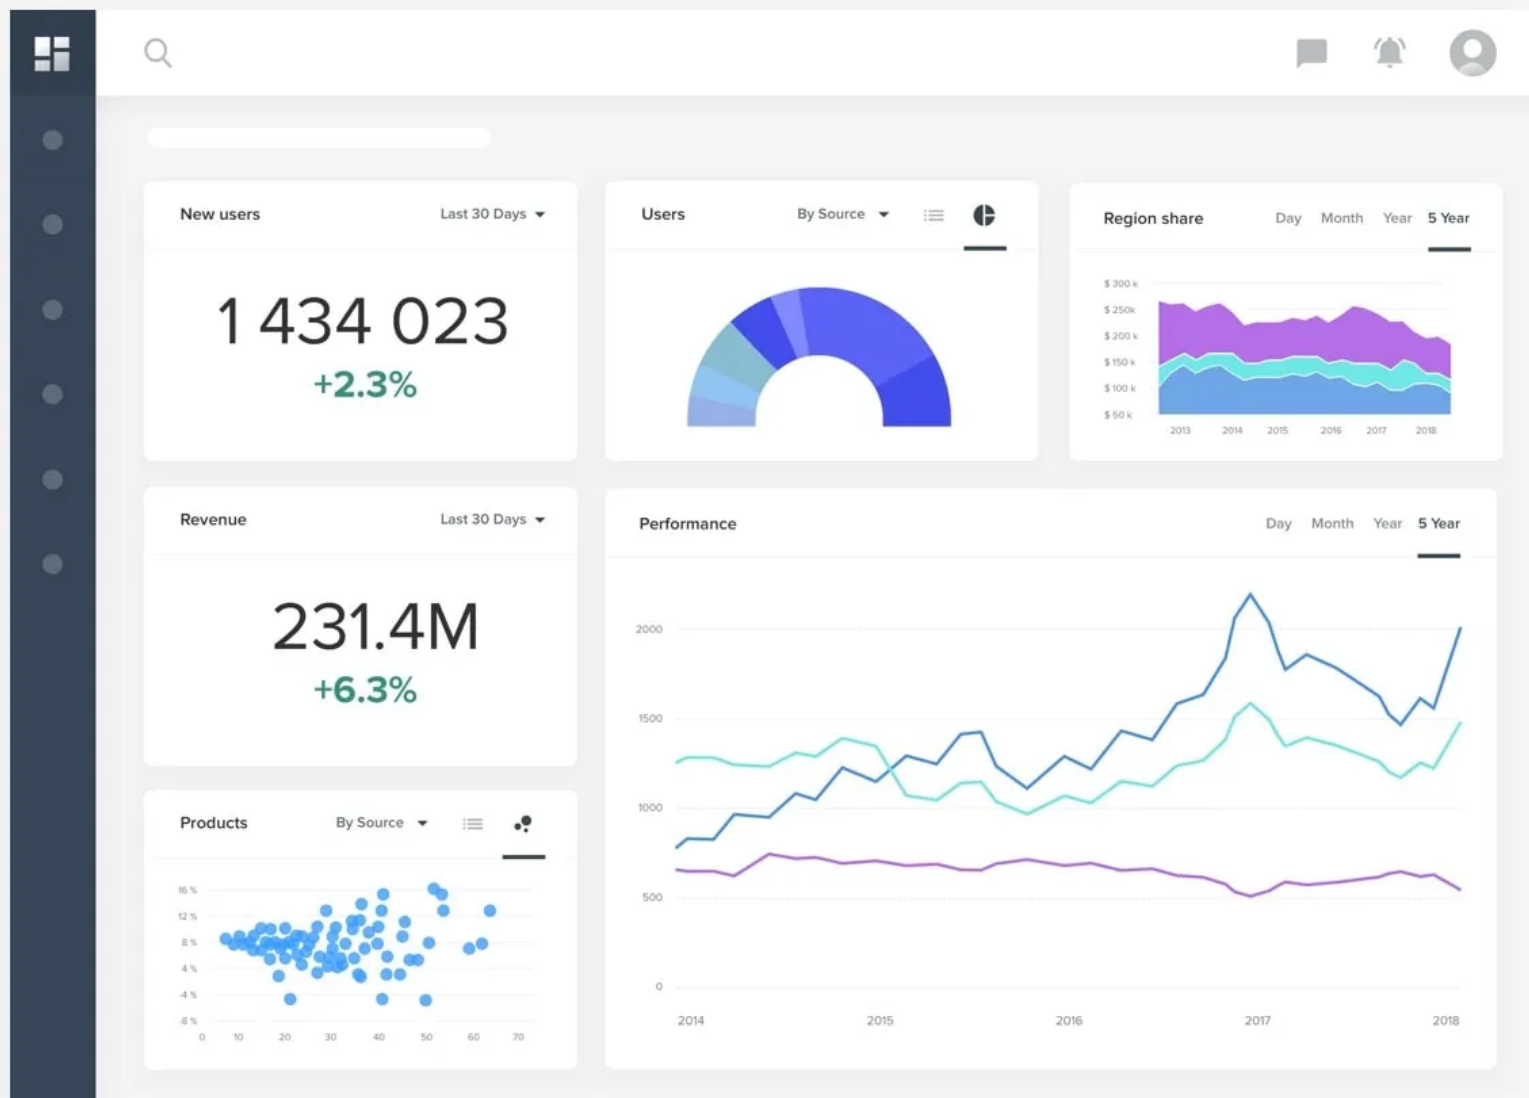 New users Last 30 Days
1 434 023
+2.3%
Users By Source
Region share Day Month Year 5 Year
$ 300 k
$ 250k
$ 200 k
$ 150 k
$ 100 k
$ 50 k
2013 2014 2015 2016 2017 2018
Revenue Last 30 Days
231.4M
+6.3%
Performance Day Month Year 5 Year
2000
1500
1000
500
0
2014 2015 2016 2017 2018
Products By Source
16 %
12 %
8 %
4 %
-4 %
-8 %
0 10 20 30 40 50 60 70